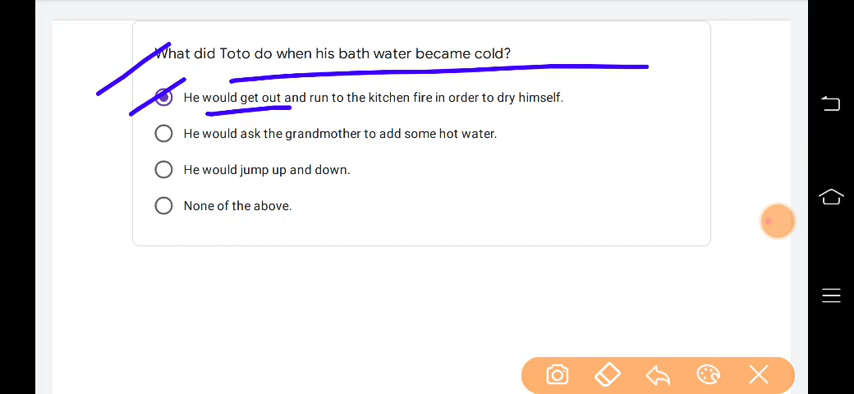 What did Toto do when his bath water became cold?
He would get out and run to the kitchen fire in order to dry himself.
He would ask the grandmother to add some hot water.
He would jump up and down.
None of the above.